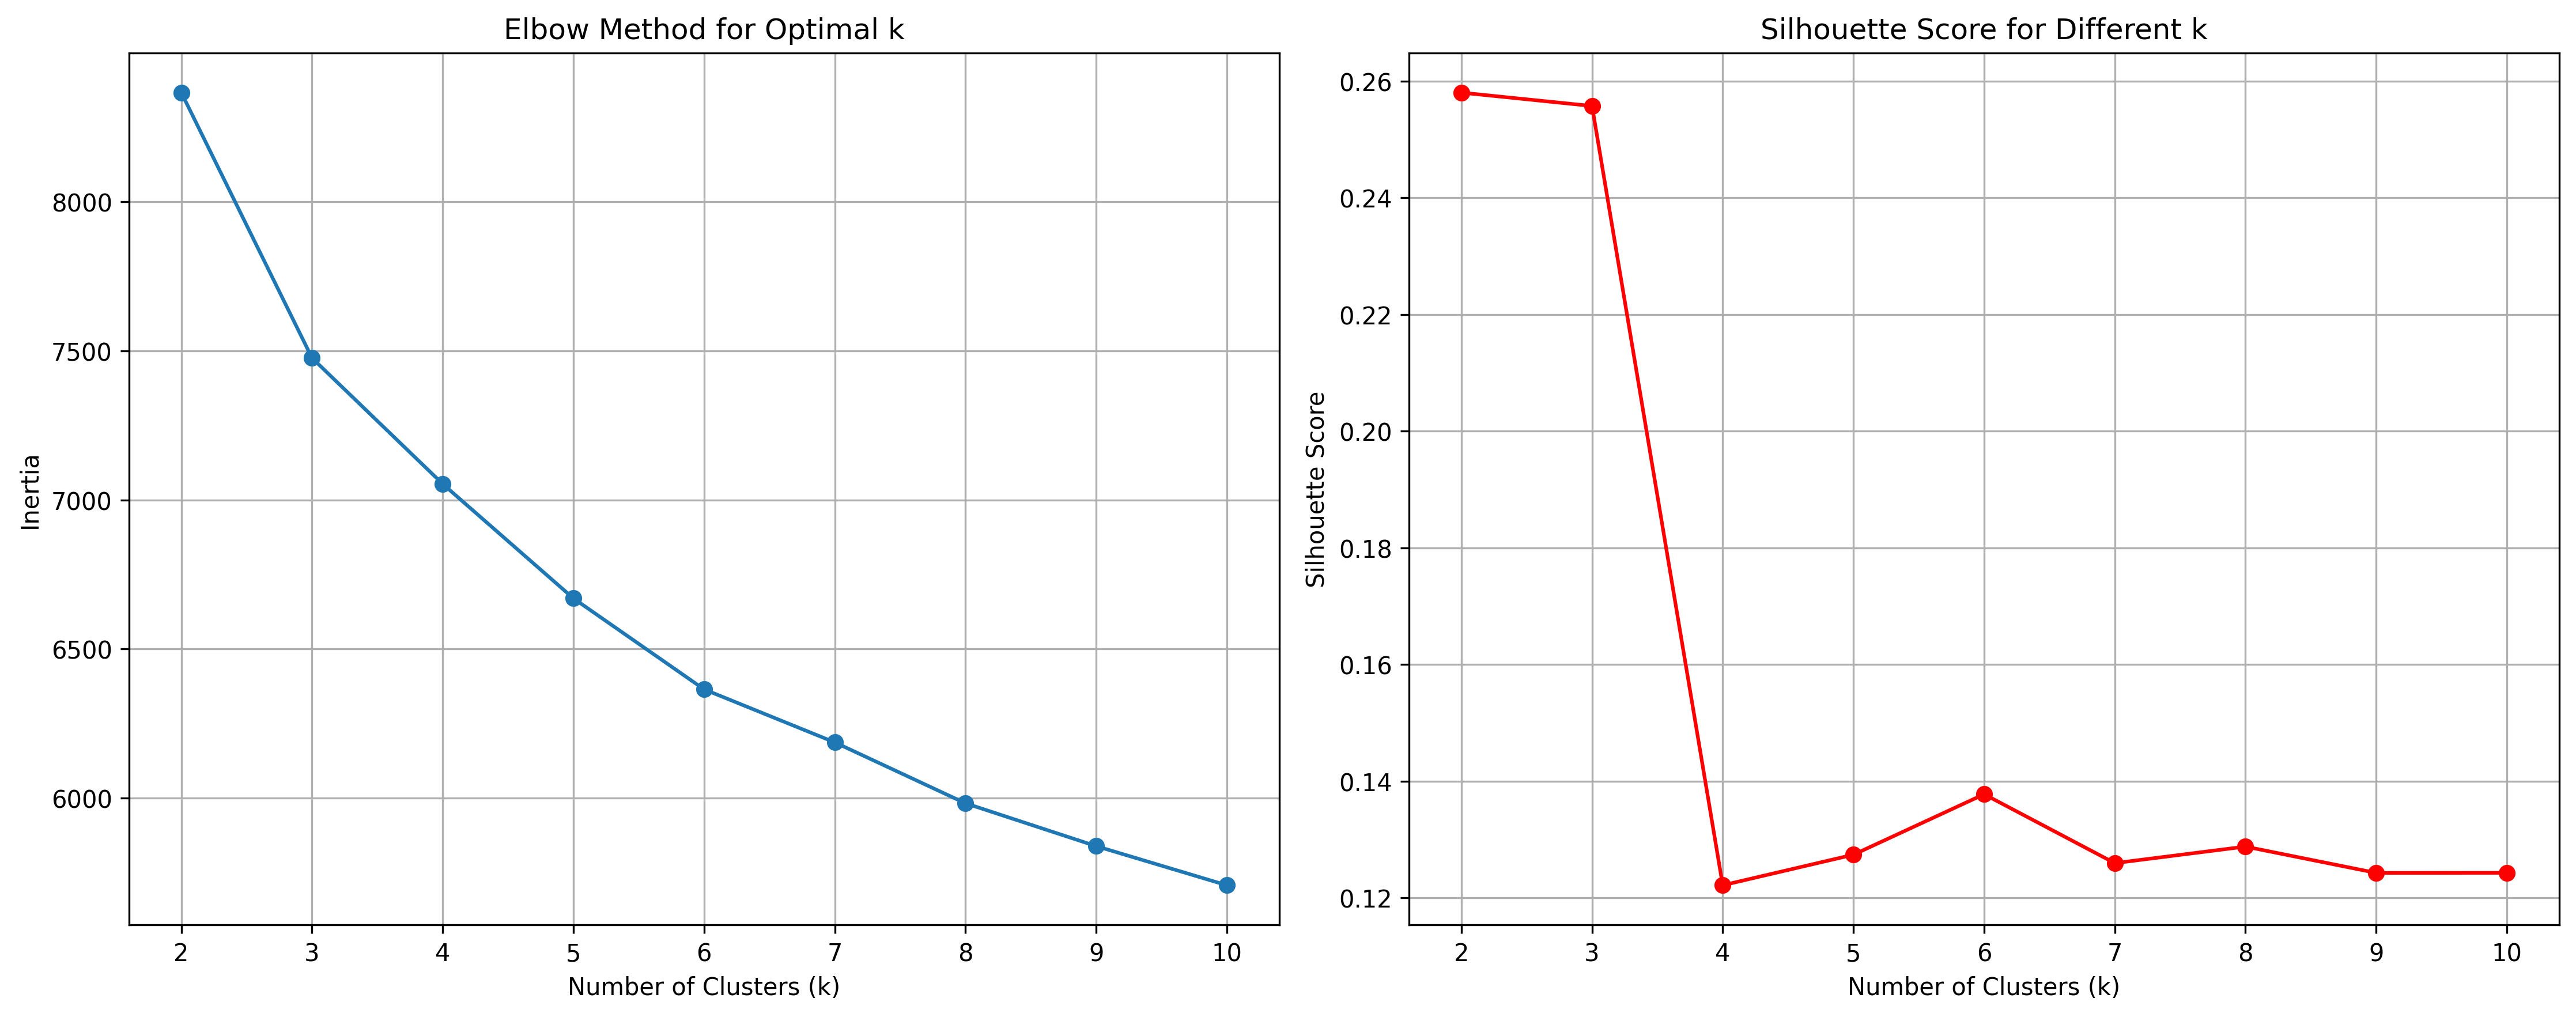 Elbow Method for Optimal k
Inertia
8000
7500
7000
6500
6000
2 3 4 5 6 7 8 9 10
Number of Clusters (k)
Silhouette Score for Different k
Silhouette Score
0.26
0.24
0.22
0.20
0.18
0.16
0.14
0.12
2 3 4 5 6 7 8 9 10
Number of Clusters (k)